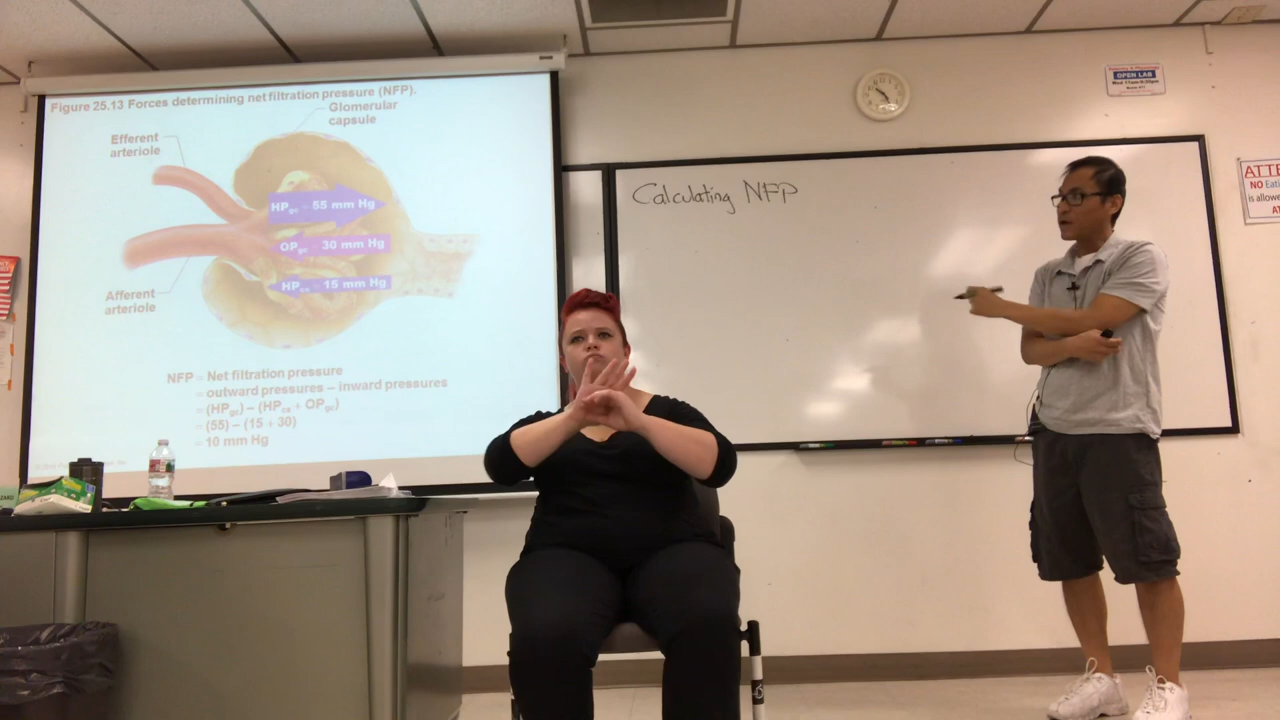 Figure 25.13 Forces determining net filtration pressure (NFP).
Glomerular
capsule
Efferent
arteriole
HPgc = 55 mm Hg
OPgc = 30 mm Hg
HPcs = 15 mm Hg
Afferent
arteriole
NFP = Net filtration pressure
= outward pressures – inward pressures
= (HPgc) – (HPcs + OPgc)
= (55) – (15 + 30)
= 10 mm Hg
Calculating NFP
OPEN LAB
ATTE
NO Eati
is allowe
AT